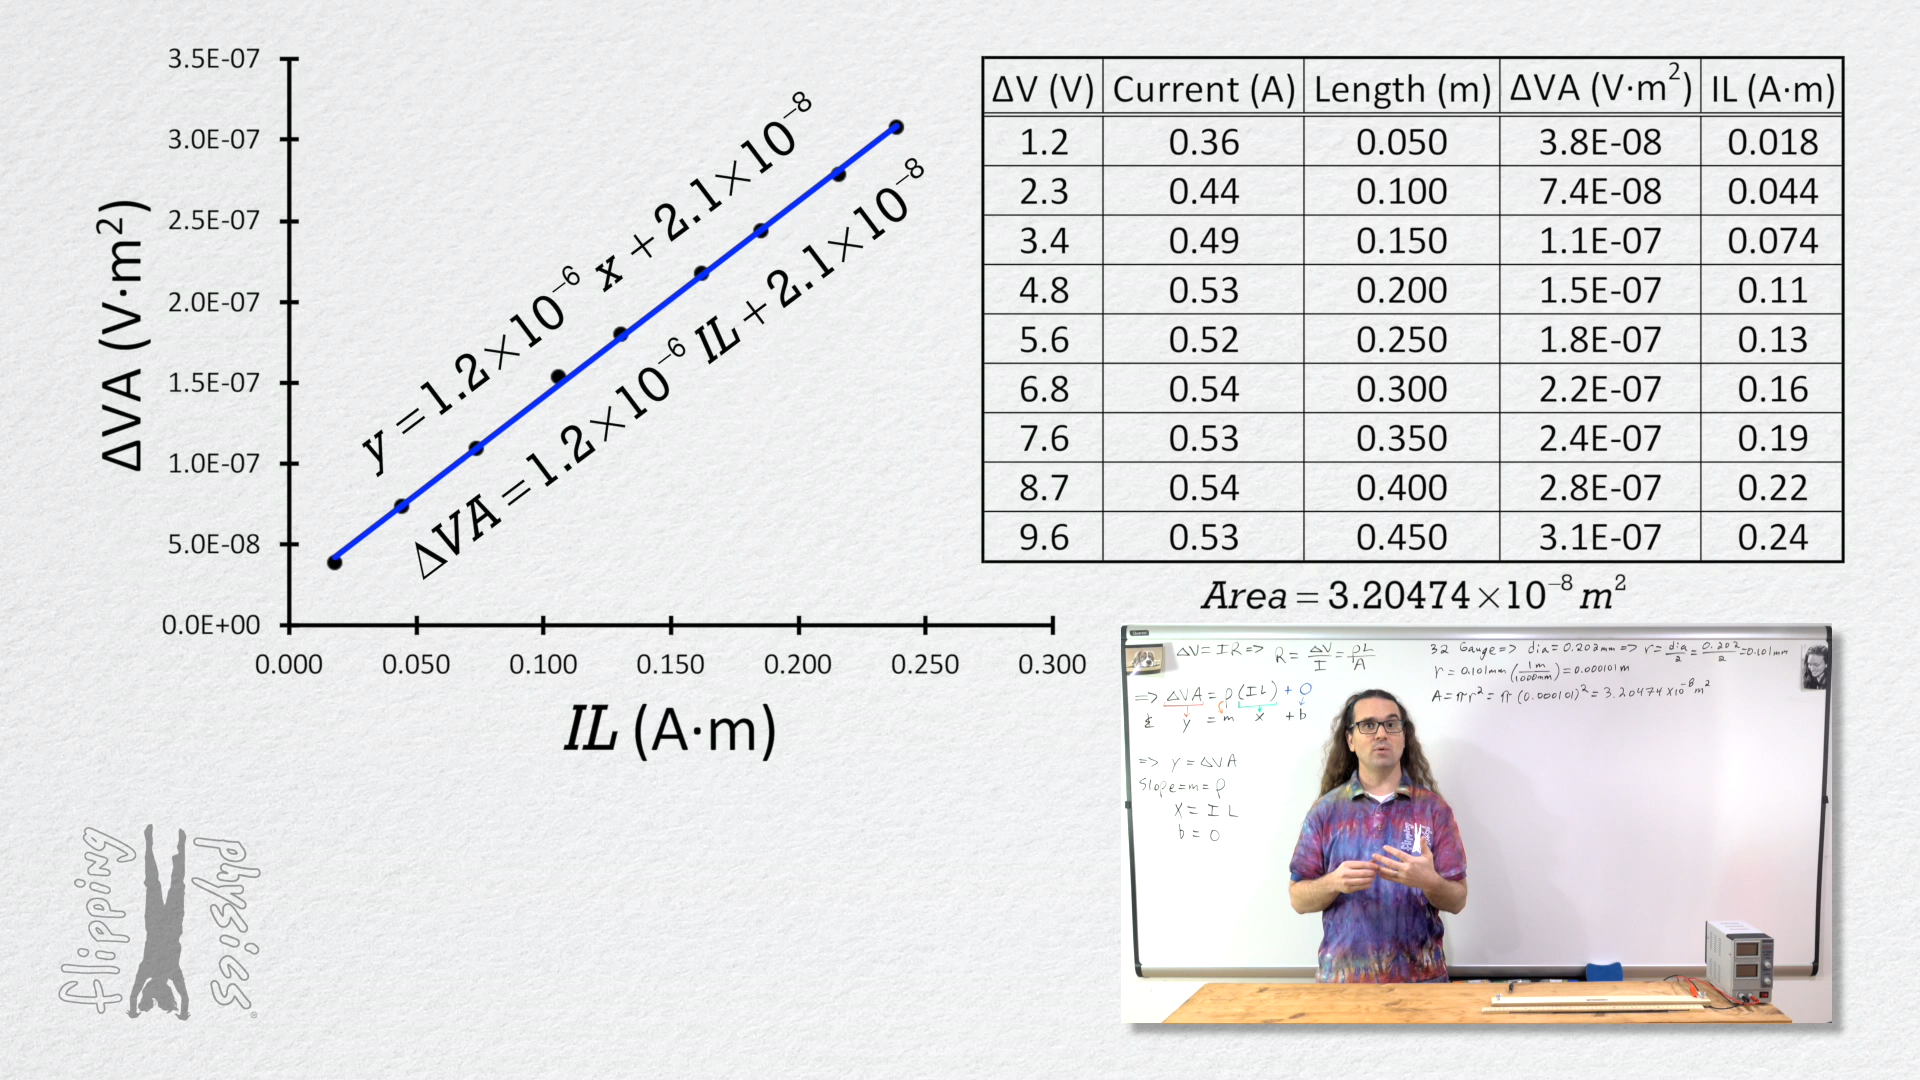 3.5E-07
3.0E-07
2.5E-07
2.0E-07
1.5E-07
1.0E-07
5.0E-08
0.0E+00
ΔVA (V·m²)
0.000 0.050 0.100 0.150 0.200 0.250 0.300
IL (A·m)
y = 1.2×10⁻⁶ x + 2.1×10⁻⁸
ΔVA = 1.2×10⁻⁶ IL + 2.1×10⁻⁸
ΔV (V) Current (A) Length (m) ΔVA (V·m²) IL (A·m)
1.2 0.36 0.050 3.8E-08 0.018
2.3 0.44 0.100 7.4E-08 0.044
3.4 0.49 0.150 1.1E-07 0.074
4.8 0.53 0.200 1.5E-07 0.11
5.6 0.52 0.250 1.8E-07 0.13
6.8 0.54 0.300 2.2E-07 0.16
7.6 0.53 0.350 2.4E-07 0.19
8.7 0.54 0.400 2.8E-07 0.22
9.6 0.53 0.450 3.1E-07 0.24
Area = 3.20474×10⁻⁸ m²
ΔV = IR => R = ΔV/I = ρL/A
=> ΔVA = ρ(IL) + 0
& y = m x + b
=> y = ΔVA
Slope = m = ρ
x = IL
b = 0
32 Gauge => dia = 0.202mm => r = dia/2 = 0.202/2 = 0.101mm
r = 0.101mm (1m/1000mm) = 0.000101m
A = πr² = π(0.000101)² = 3.20474×10⁻⁸ m²
flipping
physics